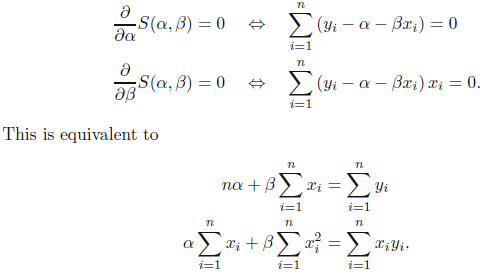 $\frac{\partial}{\partial\alpha}S(\alpha,\beta) = 0 \quad \Leftrightarrow \quad \sum_{i=1}^{n}(y_i - \alpha - \beta x_i) = 0$
$\frac{\partial}{\partial\beta}S(\alpha,\beta) = 0 \quad \Leftrightarrow \quad \sum_{i=1}^{n}(y_i - \alpha - \beta x_i)\,x_i = 0.$
This is equivalent to
$n\alpha + \beta\sum_{i=1}^{n}x_i = \sum_{i=1}^{n}y_i$
$\alpha\sum_{i=1}^{n}x_i + \beta\sum_{i=1}^{n}x_i^2 = \sum_{i=1}^{n}x_iy_i.$